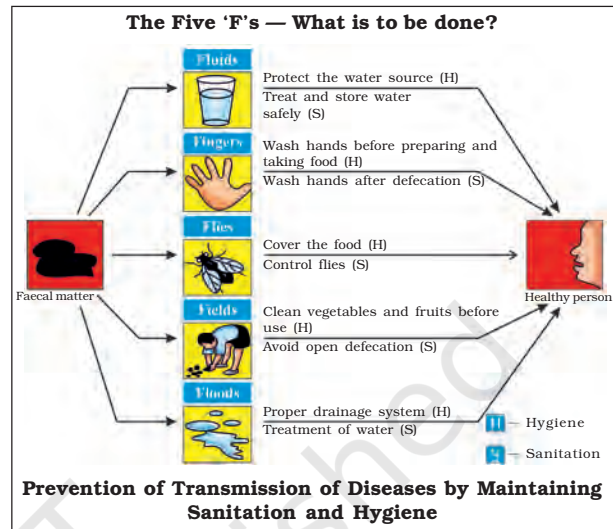 The Five 'F's — What is to be done?
Fluids
Protect the water source (H)
Treat and store water
safely (S)
Fingers
Wash hands before preparing and
taking food (H)
Wash hands after defecation (S)
Flies
Cover the food (H)
Control flies (S)
Faecal matter
Healthy person
Fields
Clean vegetables and fruits before
use (H)
Avoid open defecation (S)
Floods
Proper drainage system (H)
Treatment of water (S)
H — Hygiene
S — Sanitation
Prevention of Transmission of Diseases by Maintaining
Sanitation and Hygiene